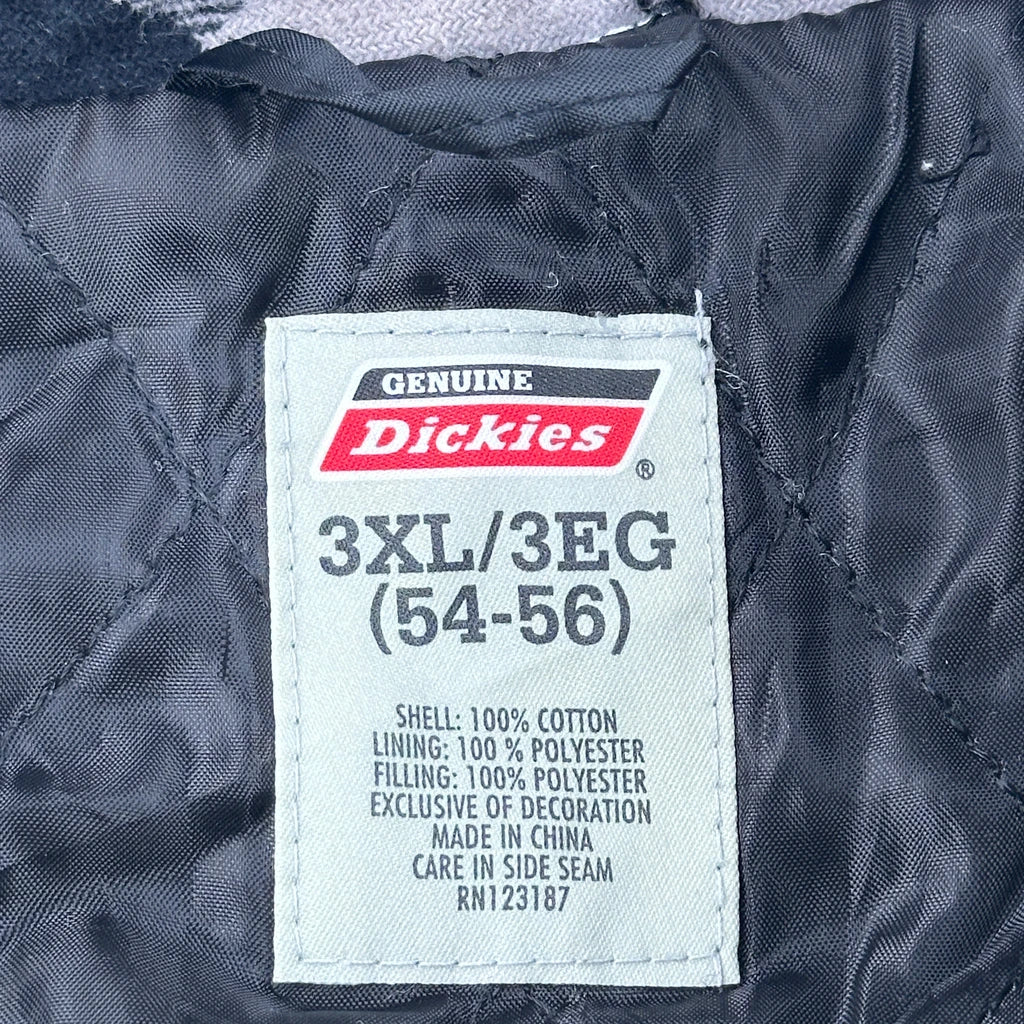 GENUINE
Dickies
®
3XL/3EG
(54-56)
SHELL: 100% COTTON
LINING: 100 % POLYESTER
FILLING: 100% POLYESTER
EXCLUSIVE OF DECORATION
MADE IN CHINA
CARE IN SIDE SEAM
RN123187